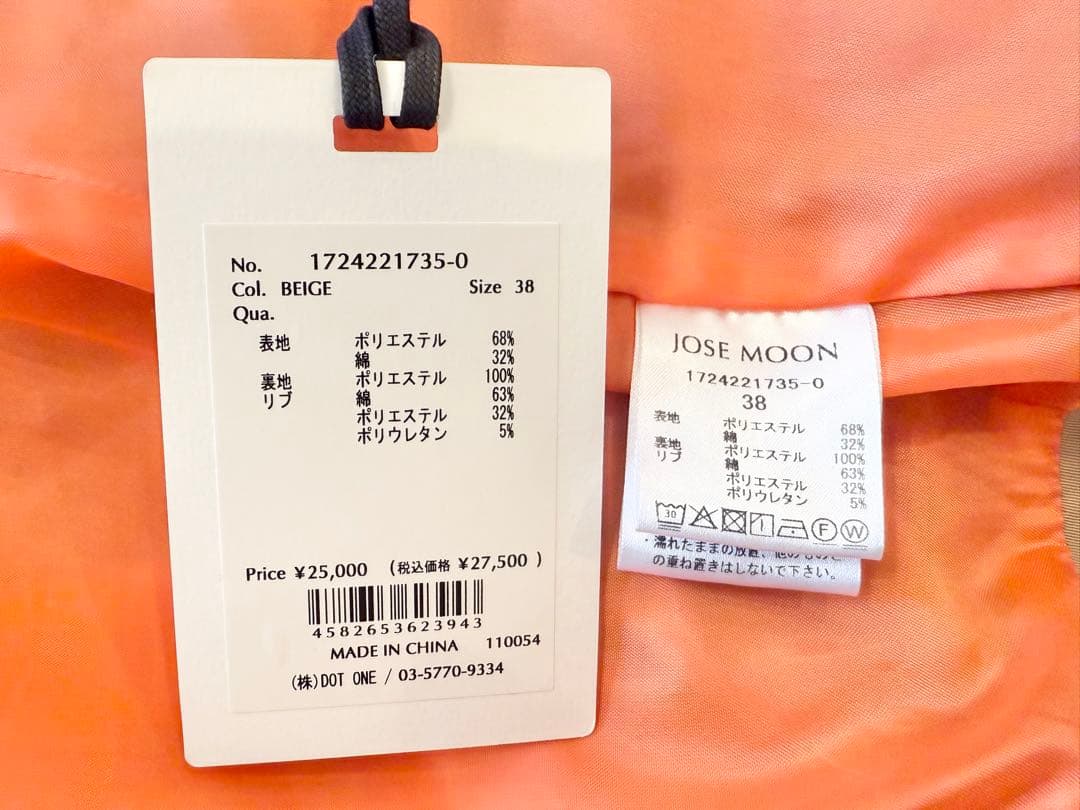 No. 1724221735-0
Col. BEIGE Size 38
Qua.
表地 ポリエステル 68%
綿 32%
裏地 ポリエステル 100%
リブ 綿 63%
ポリエステル 32%
ポリウレタン 5%
Price ¥25,000 (税込価格 ¥27,500 )
4582653623943
MADE IN CHINA 110054
(株)DOT ONE / 03-5770-9334
JOSE MOON
1724221735-0
38
表地 ポリエステル 68%
綿 32%
裏地 ポリエステル 100%
リブ 綿 63%
ポリエステル 32%
ポリウレタン 5%
30 F W
・濡れたままの放置、他のもの
の重ね置きはしないで下さい。